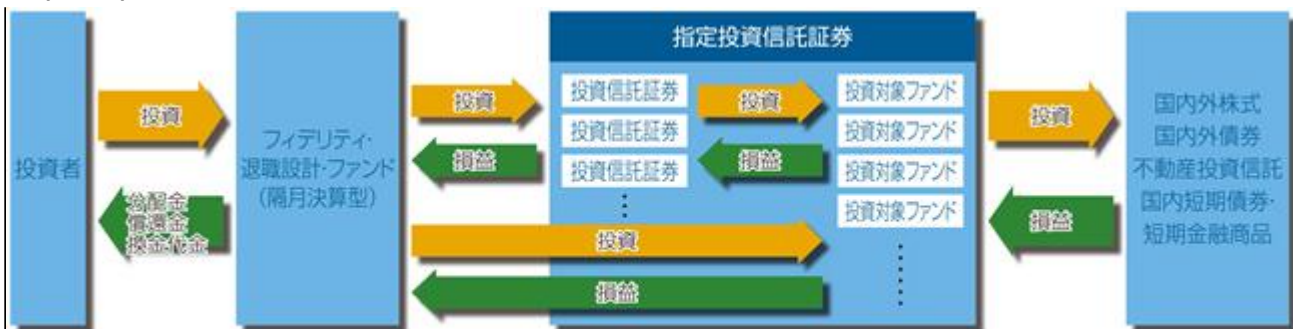 投資者
投資
分配金
償還金
換金代金
フィデリティ・
退職設計・ファンド
(隔月決算型)
投資
損益
指定投資信託証券
投資信託証券
投資信託証券
投資信託証券
投資
損益
投資対象ファンド
投資対象ファンド
投資対象ファンド
投資対象ファンド
投資
損益
投資
損益
国内外株式
国内外債券
不動産投資信託
国内短期債券・
短期金融商品